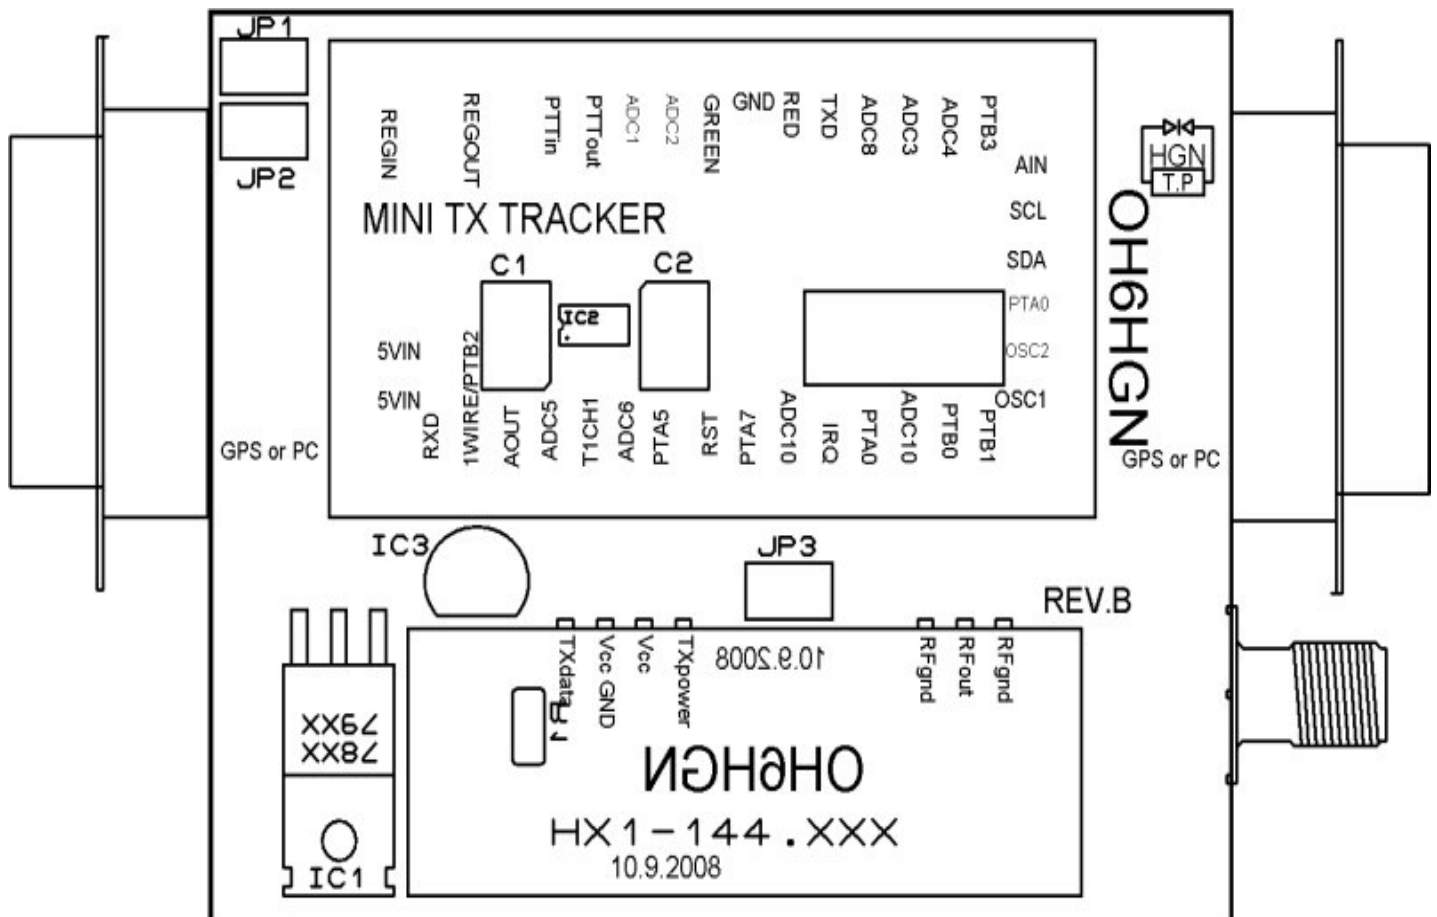 JP1
JP2
REGIN
REGOUT
PTTin
PTTout
ADC1
ADC2
GREEN
GND
RED
TXD
ADC8
ADC3
ADC4
PTB3
AIN
SCL
SDA
PTA0
OSC2
OSC1
HGN
T.P
OH6HGN
MINI TX TRACKER
C1
IC2
C2
5VIN
5VIN
RXD
1WIRE/PTB2
AOUT
ADC5
T1CH1
ADC6
PTA5
RST
PTA7
ADC10
IRQ
PTA0
ADC10
PTB0
PTB1
GPS or PC
GPS or PC
IC3
JP3
REV.B
TXdata
Vcc GND
Vcc
TXpower
10.9.2008
RFgnd
RFout
RFgnd
79XX
78XX
IC1
OH6HGN
HX1-144.XXX
10.9.2008